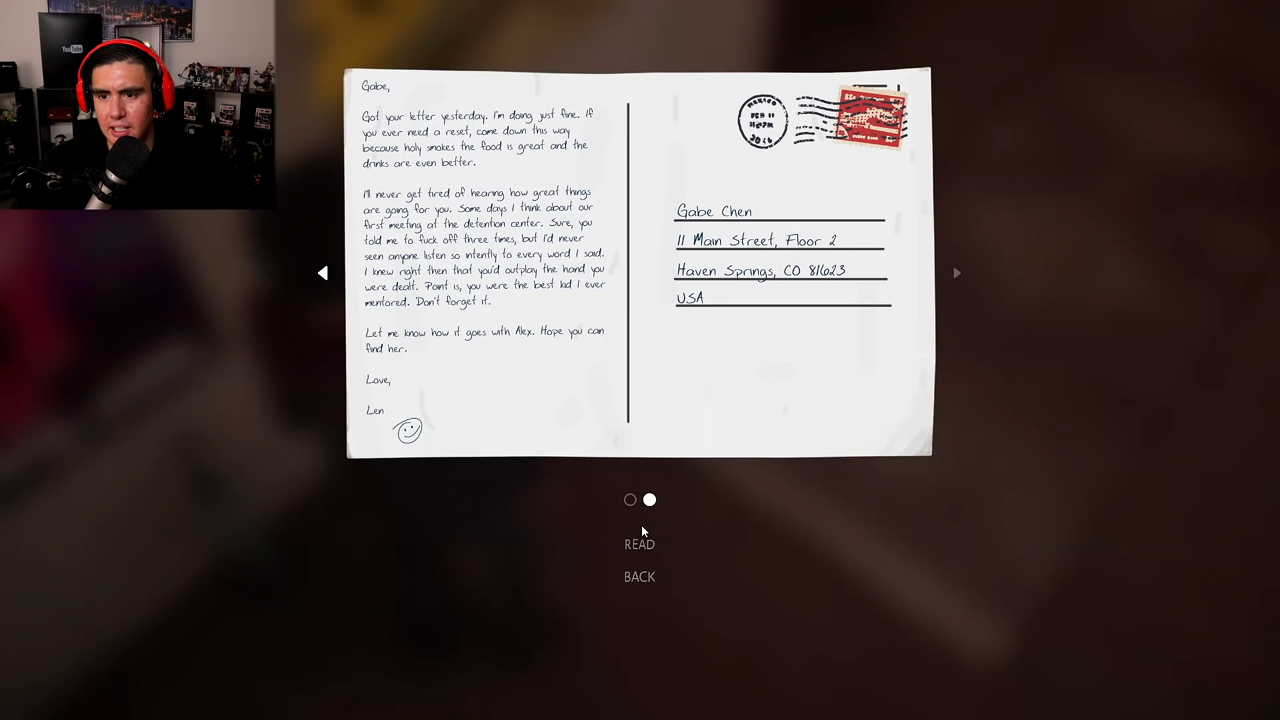 YouTube
Gabe,
Got your letter yesterday. I'm doing just fine. If
you ever need a reset, come down this way
because holy smokes the food is great and the
drinks are even better.
I'll never get tired of hearing how great things
are going for you. Some days I think about our
first meeting at the detention center. Sure, you
told me to fuck off three times, but I'd never
seen anyone listen so intently to every word I said.
I knew right then that you'd outplay the hand you
were dealt. Point is, you were the best kid I ever
mentored. Don't forget it.
Let me know how it goes with Alex. Hope you can
find her.
Love,
Len
MEXICO
FEB 11
Gabe Chen
11 Main Street, Floor 2
Haven Springs, CO 81623
USA
READ
BACK